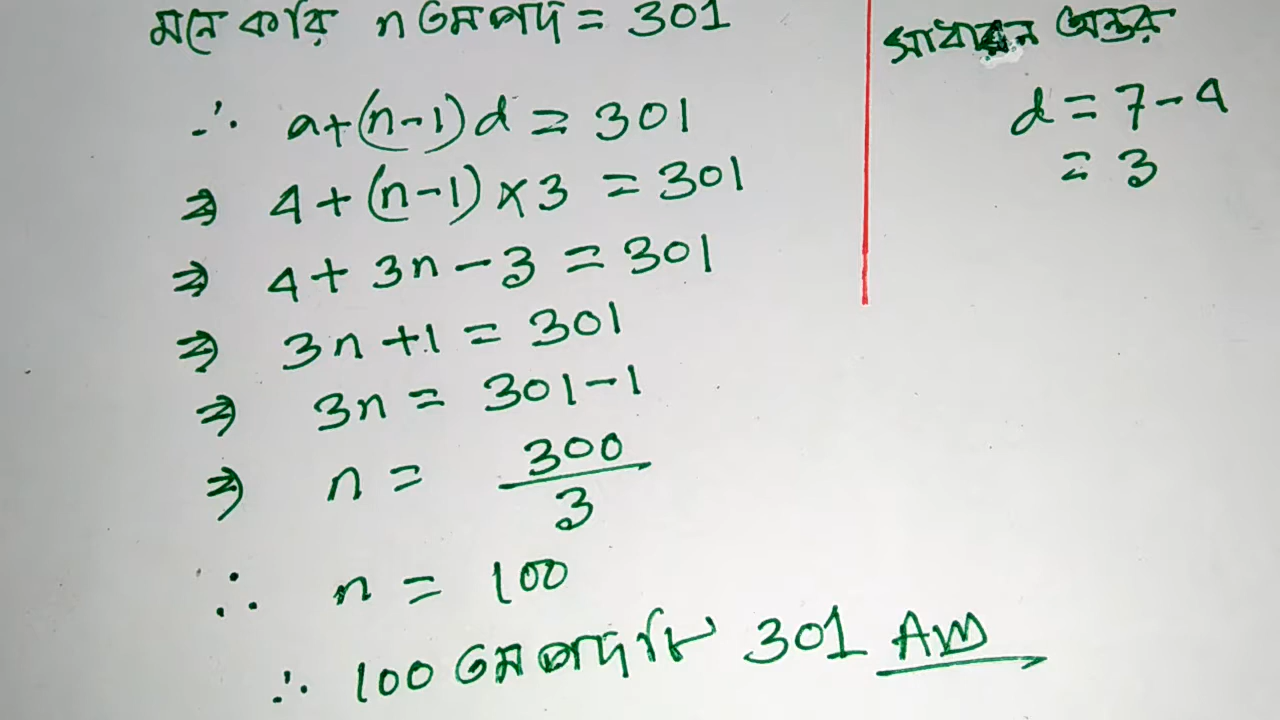 মনে করি n তম পদ = 301
∴ a+(n-1)d = 301
⇒ 4+(n-1)×3 = 301
⇒ 4+3n-3 = 301
⇒ 3n+1 = 301
⇒ 3n = 301-1
⇒ n = 300/3
∴ n = 100
∴ 100 তম পদটি 301 Ans
সাধারন অন্তর
d = 7-4
= 3